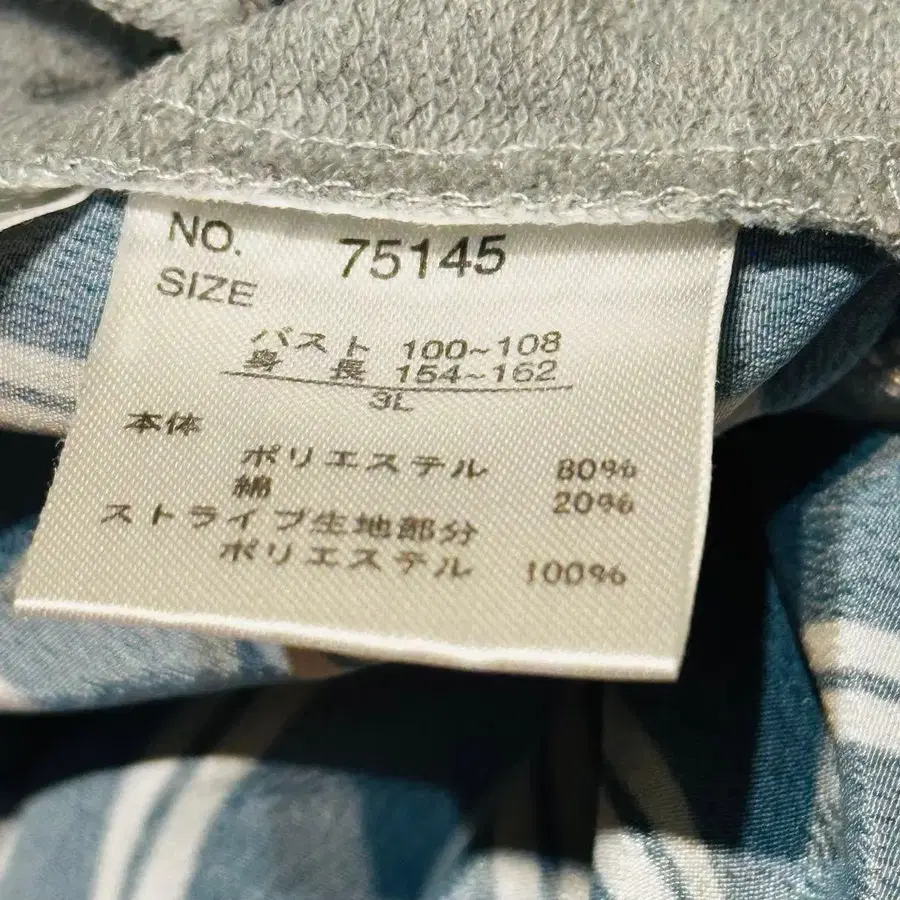 NO. 75145
SIZE
バスト 100~108
身長 154~162
3L
本体
ポリエステル 80%
綿 20%
ストライプ生地部分
ポリエステル 100%